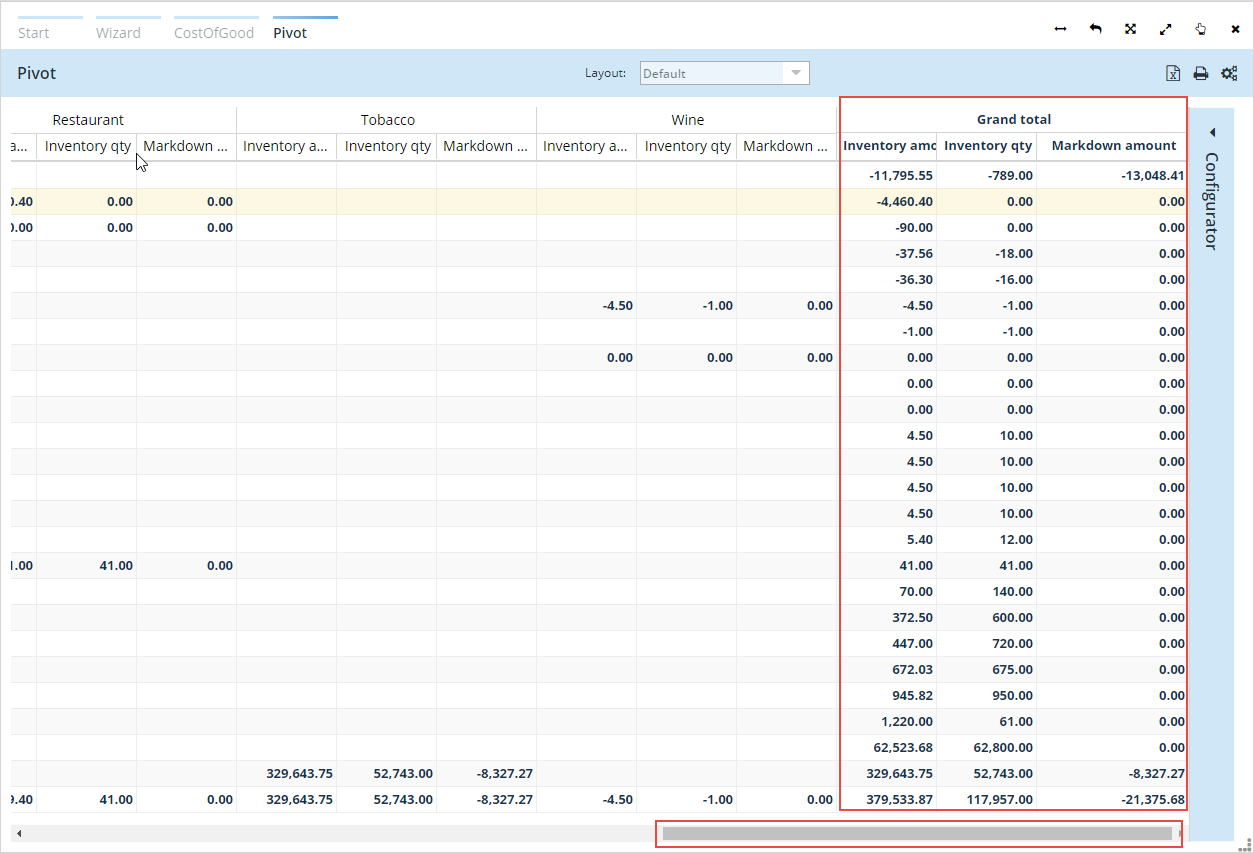 Start Wizard CostOfGood Pivot
Pivot Layout: Default
Restaurant Tobacco Wine Grand total
a... Inventory qty Markdown ... Inventory a... Inventory qty Markdown ... Inventory a... Inventory qty Markdown ... Inventory amo Inventory qty Markdown amount
-11,795.55 -789.00 -13,048.41
0.40 0.00 0.00 -4,460.40 0.00 0.00
0.00 0.00 0.00 -90.00 0.00 0.00
-37.56 -18.00 0.00
-36.30 -16.00 0.00
-4.50 -1.00 0.00 -4.50 -1.00 0.00
-1.00 -1.00 0.00
0.00 0.00 0.00 0.00 0.00 0.00
0.00 0.00 0.00
0.00 0.00 0.00
4.50 10.00 0.00
4.50 10.00 0.00
4.50 10.00 0.00
4.50 10.00 0.00
5.40 12.00 0.00
1.00 41.00 0.00 41.00 41.00 0.00
70.00 140.00 0.00
372.50 600.00 0.00
447.00 720.00 0.00
672.03 675.00 0.00
945.82 950.00 0.00
1,220.00 61.00 0.00
62,523.68 62,800.00 0.00
329,643.75 52,743.00 -8,327.27 329,643.75 52,743.00 -8,327.27
9.40 41.00 0.00 329,643.75 52,743.00 -8,327.27 -4.50 -1.00 0.00 379,533.87 117,957.00 -21,375.68
Configurator